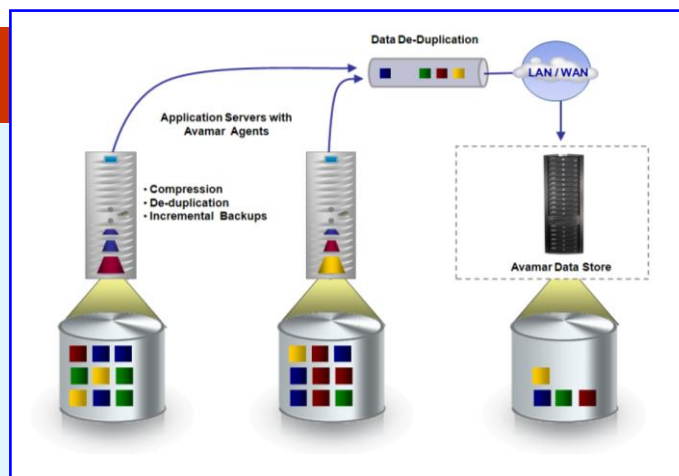 Data De-Duplication
LAN / WAN
Application Servers with
Avamar Agents
• Compression
• De-duplication
• Incremental Backups
Avamar Data Store